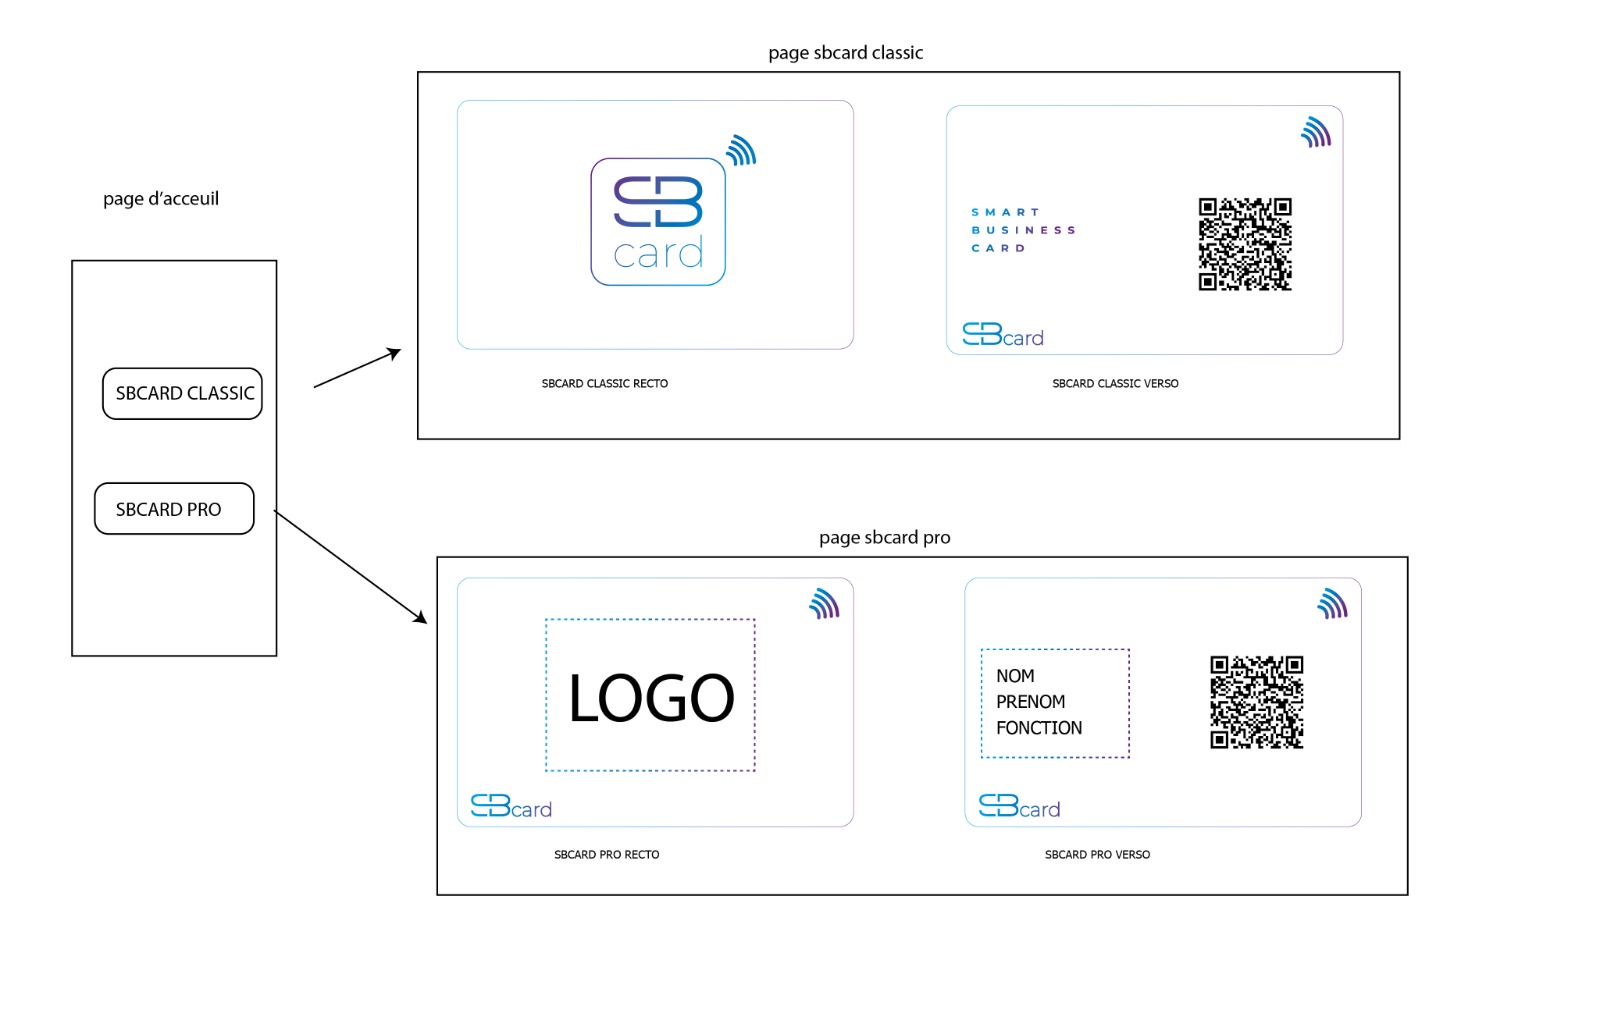 page sbcard classic
page d'acceuil
SBCARD CLASSIC
SBCARD PRO
SB
card
SBCARD CLASSIC RECTO
SMART
BUSINESS
CARD
SBcard
SBCARD CLASSIC VERSO
page sbcard pro
LOGO
SBcard
SBCARD PRO RECTO
NOM
PRENOM
FONCTION
SBcard
SBCARD PRO VERSO